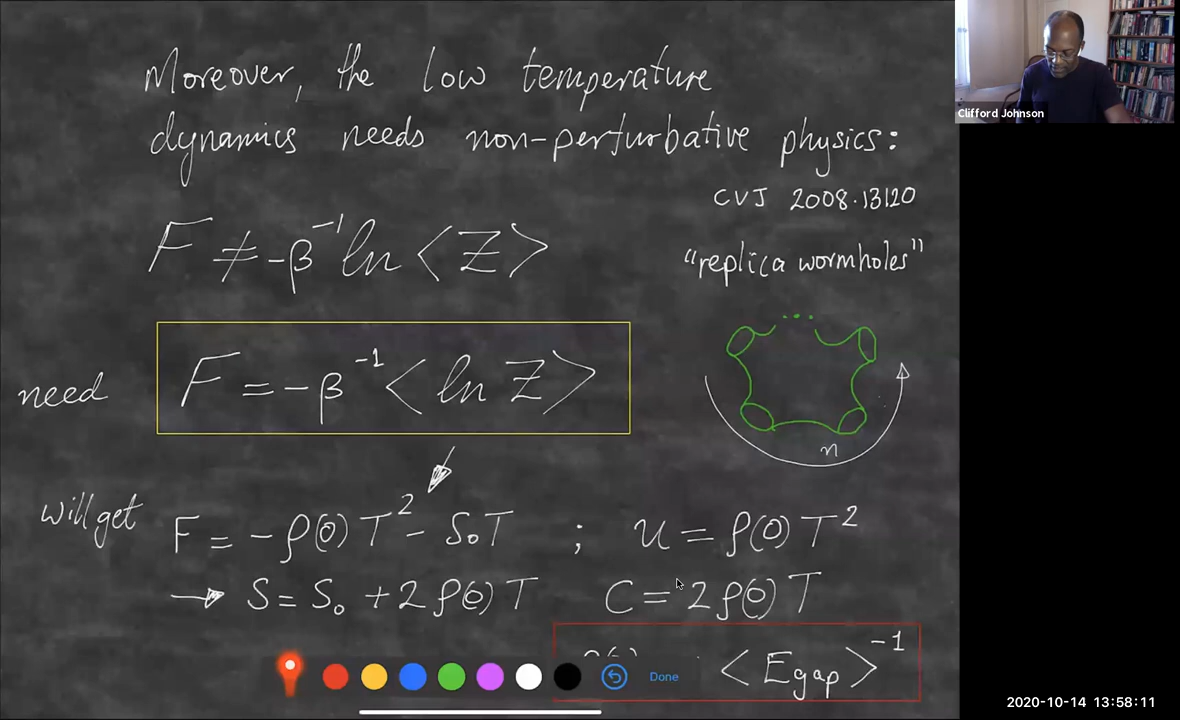 Moreover, the low temperature
dynamics needs non-perturbative physics:
CVJ 2008.13120
F ≠ -β⁻¹ ln <Z>
"replica wormholes"
need F = -β⁻¹ <ln Z>
n
will get F = -ρ(0) T² - S₀T ; U = ρ(0) T²
→ S = S₀ + 2ρ(0)T C = 2ρ(0)T
<Egap>⁻¹
Done
Clifford Johnson
2020-10-14 13:58:11